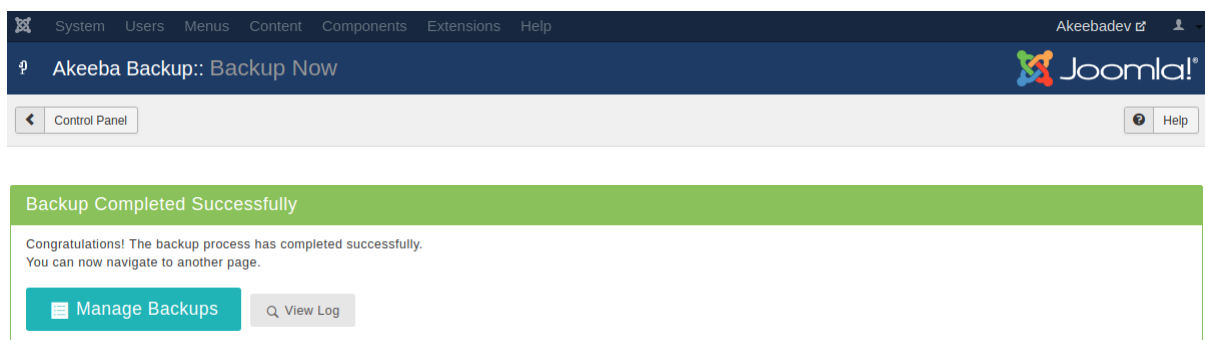 System Users Menus Content Components Extensions Help Akeebadev
Akeeba Backup:: Backup Now Joomla!®
Control Panel Help
Backup Completed Successfully
Congratulations! The backup process has completed successfully.
You can now navigate to another page.
Manage Backups View Log